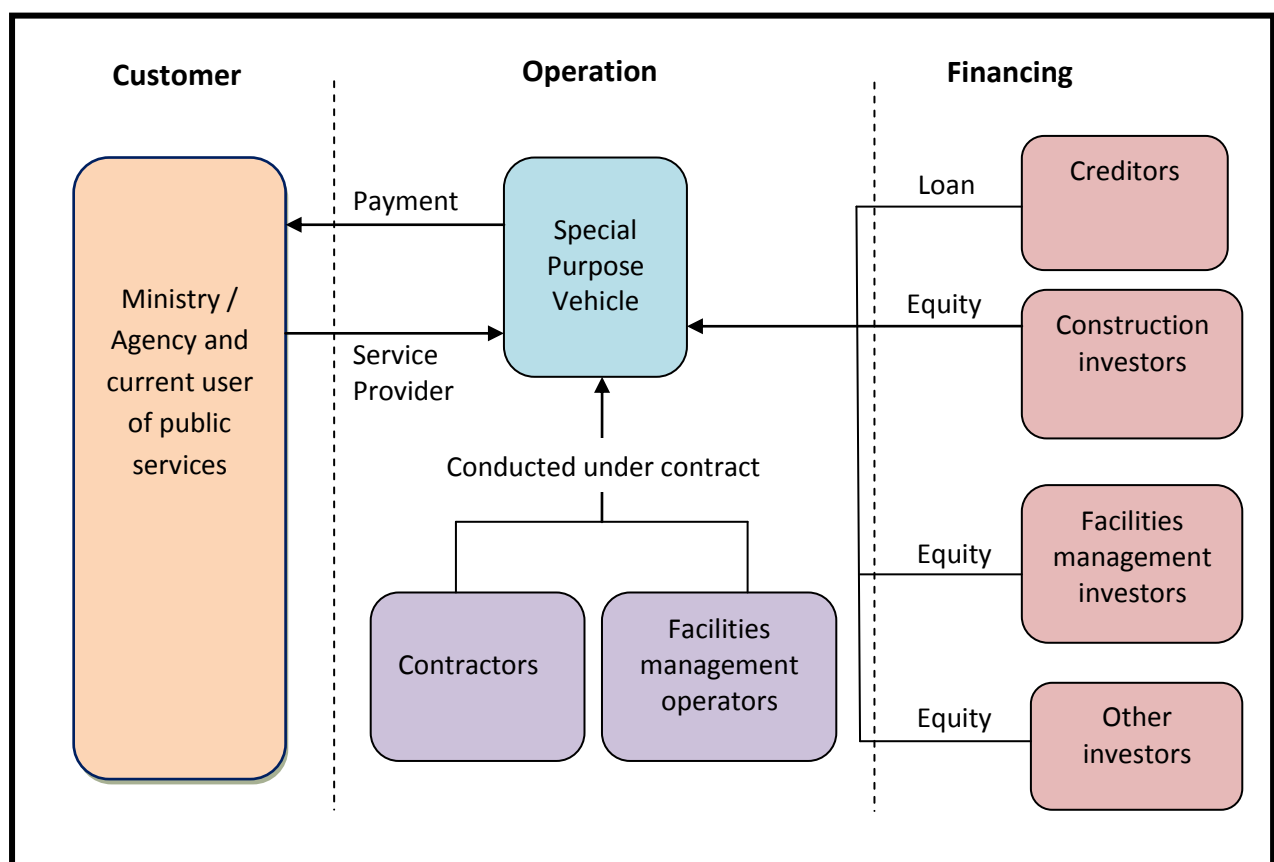 Customer
Operation
Financing
Ministry /
Agency and
current user
of public
services
Payment
Service
Provider
Special
Purpose
Vehicle
Conducted under contract
Contractors
Facilities
management
operators
Loan
Creditors
Equity
Construction
investors
Equity
Facilities
management
investors
Equity
Other
investors